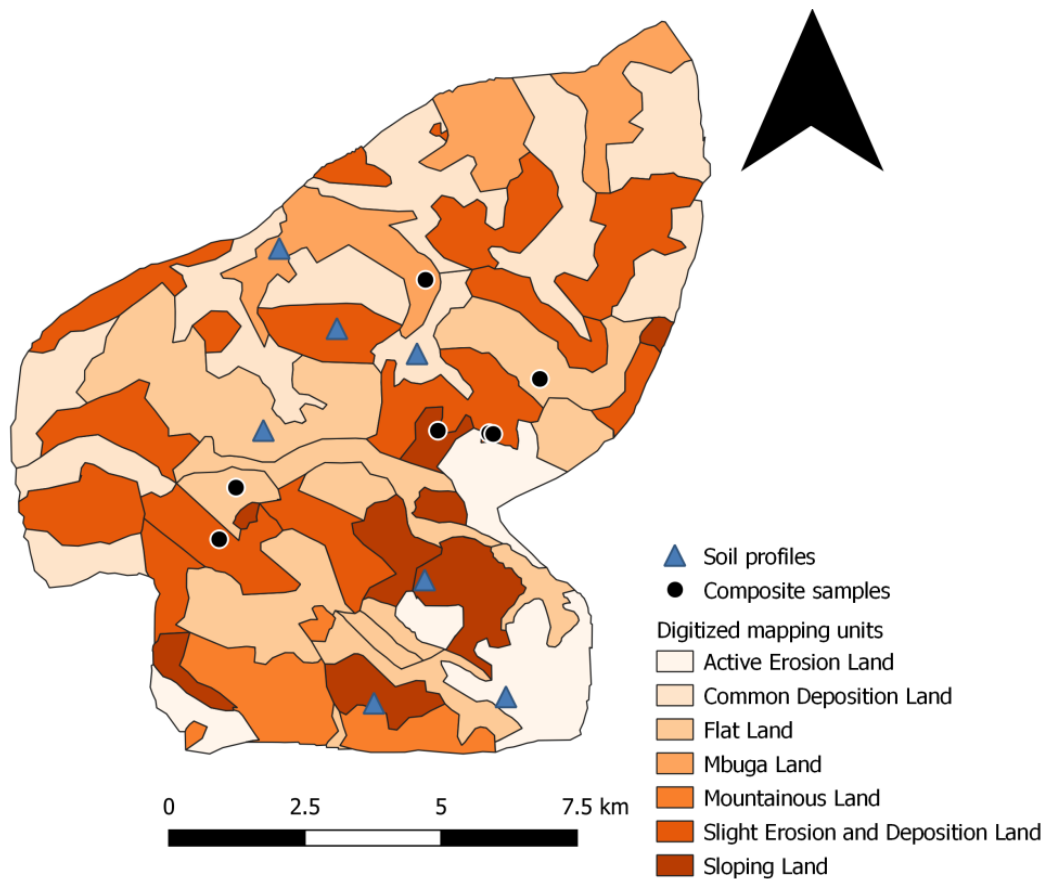 Soil profiles
Composite samples
Digitized mapping units
Active Erosion Land
Common Deposition Land
Flat Land
Mbuga Land
Mountainous Land
Slight Erosion and Deposition Land
Sloping Land
0 2.5 5 7.5 km